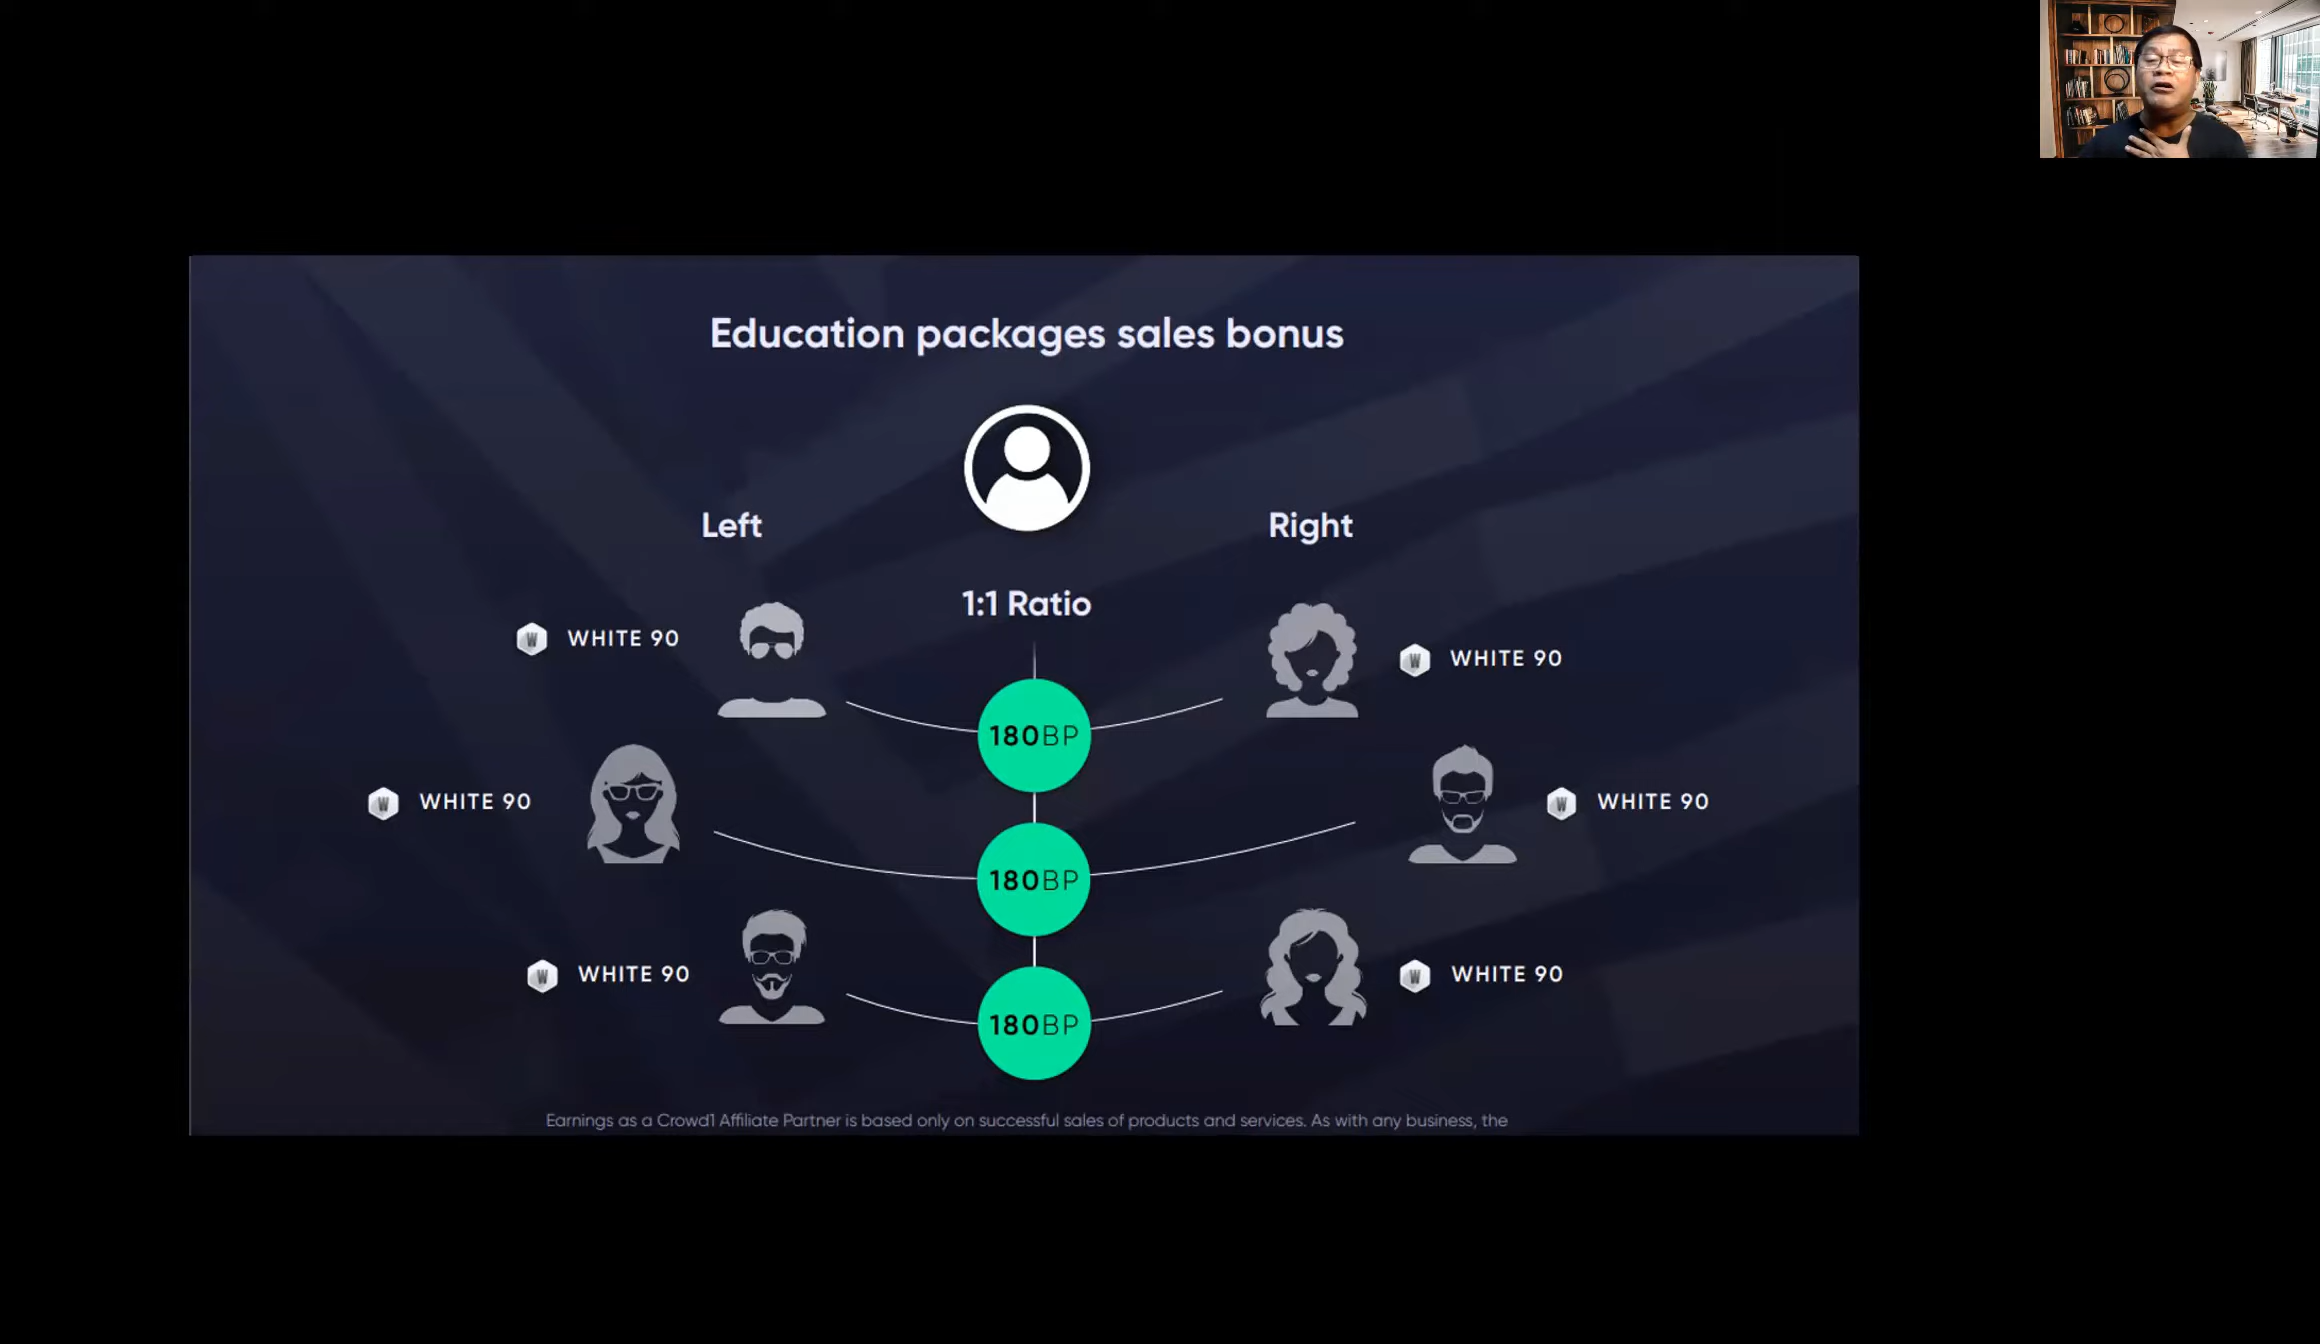 Education packages sales bonus
Left
Right
1:1 Ratio
W WHITE 90
W WHITE 90
180BP
W WHITE 90
W WHITE 90
180BP
W WHITE 90
W WHITE 90
180BP
Earnings as a Crowd1 Affiliate Partner is based only on successful sales of products and services. As with any business, the